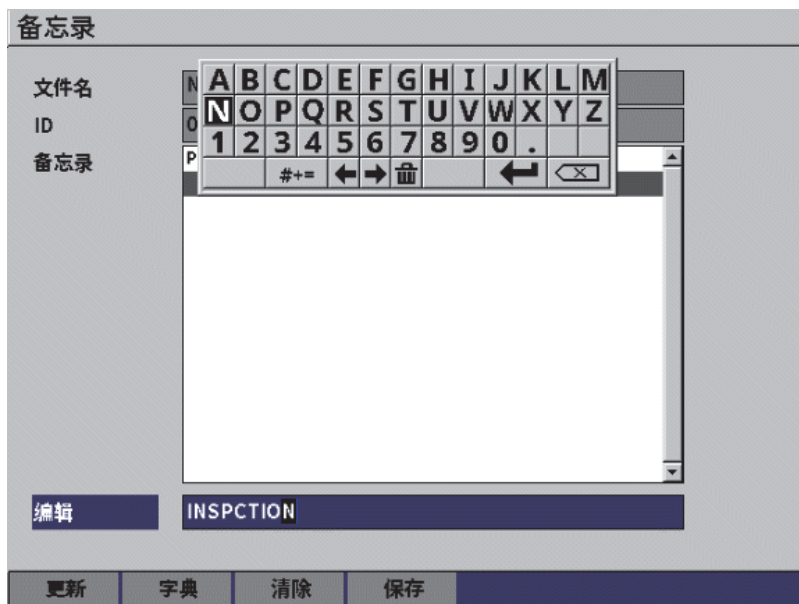 备忘录
文件名 N
A B C D E F G H I J K L M
N O P Q R S T U V W X Y Z
ID 0
1 2 3 4 5 6 7 8 9 0 .
备忘录 P
#+=
编辑 INSPCTION
更新 字典 清除 保存